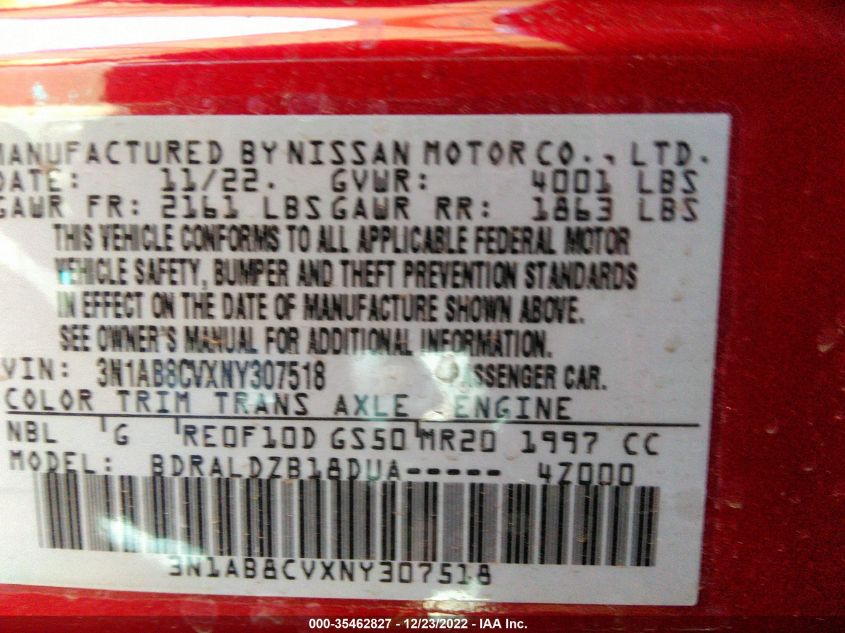 MANUFACTURED BY NISSAN MOTOR CO., LTD.
DATE: 11/22. GVWR: 4001 LBS
GAWR FR: 2161 LBS GAWR RR: 1863 LBS
THIS VEHICLE CONFORMS TO ALL APPLICABLE FEDERAL MOTOR
VEHICLE SAFETY, BUMPER AND THEFT PREVENTION STANDARDS
IN EFFECT ON THE DATE OF MANUFACTURE SHOWN ABOVE.
SEE OWNER'S MANUAL FOR ADDITIONAL INFORMATION.
VIN: 3N1AB8CVXNY307518 PASSENGER CAR.
COLOR TRIM TRANS AXLE ENGINE
NBL G RE0F10D GS50 MR20 1997 CC
MODEL: BDRALDZB18DUA----- 4Z000
3N1AB8CVXNY307518
000-35462827 - 12/23/2022 - IAA Inc.